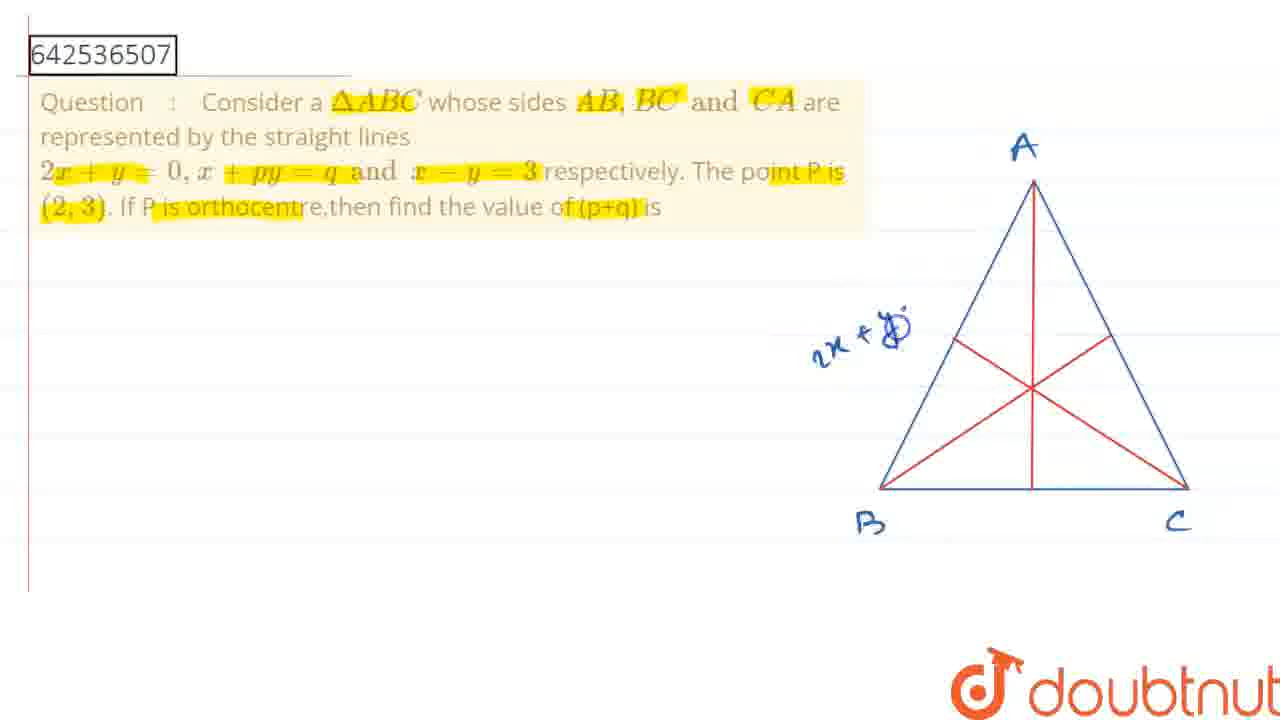 642536507
Question : Consider a ΔABC whose sides AB, BC and CA are
represented by the straight lines
2x + y = 0, x + py = q and x − y = 3 respectively. The point P is
(2, 3). If P is orthocentre,then find the value of (p+q) is
A
2x + y
B
C
doubtnut